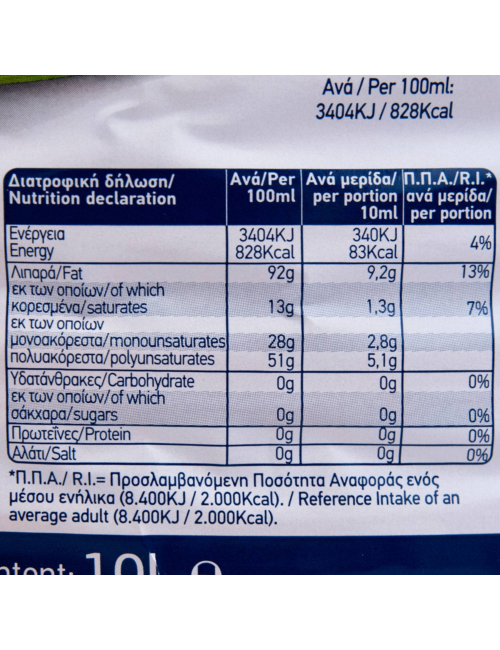 Ανά / Per 100ml:
3404KJ / 828Kcal
Διατροφική δήλωση/ Ανά/Per Ανά μερίδα/ Π.Π.Α./R.I.*
Nutrition declaration 100ml per portion ανά μερίδα/
10ml per portion
Ενέργεια 3404KJ 340KJ 4%
Energy 828Kcal 83Kcal
Λιπαρά/Fat 92g 9,2g 13%
εκ των οποίων/of which
κορεσμένα/saturates 13g 1,3g 7%
εκ των οποίων
μονοακόρεστα/monounsaturates 28g 2,8g
πολυακόρεστα/polyunsaturates 51g 5,1g
Υδατάνθρακες/Carbohydrate 0g 0g 0%
εκ των οποίων/of which
σάκχαρα/sugars 0g 0g 0%
Πρωτεΐνες/Protein 0g 0g 0%
Αλάτι/Salt 0g 0g 0%
*Π.Π.Α./ R.I.= Προσλαμβανόμενη Ποσότητα Αναφοράς ενός
μέσου ενήλικα (8.400KJ / 2.000Kcal). / Reference Intake of an
average adult (8.400KJ / 2.000Kcal).